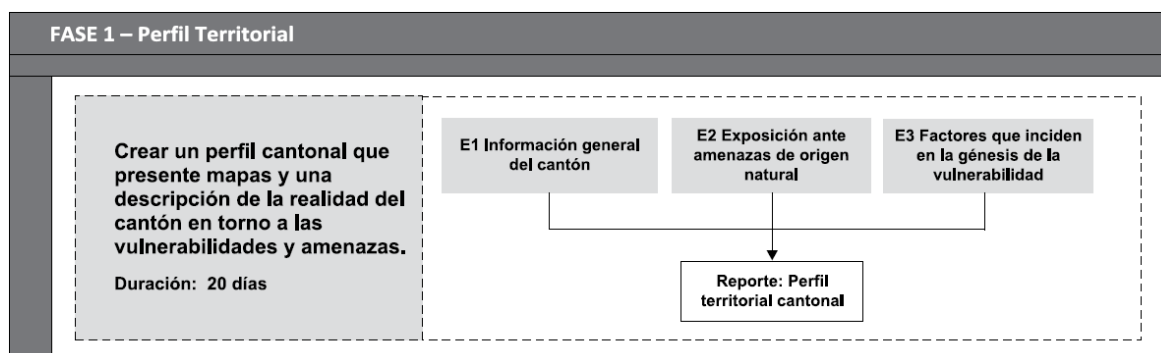 FASE 1 – Perfil Territorial
Crear un perfil cantonal que
presente mapas y una
descripción de la realidad del
cantón en torno a las
vulnerabilidades y amenazas.
Duración: 20 días
E1 Información general
del cantón
E2 Exposición ante
amenazas de origen
natural
E3 Factores que inciden
en la génesis de la
vulnerabilidad
Reporte: Perfil
territorial cantonal